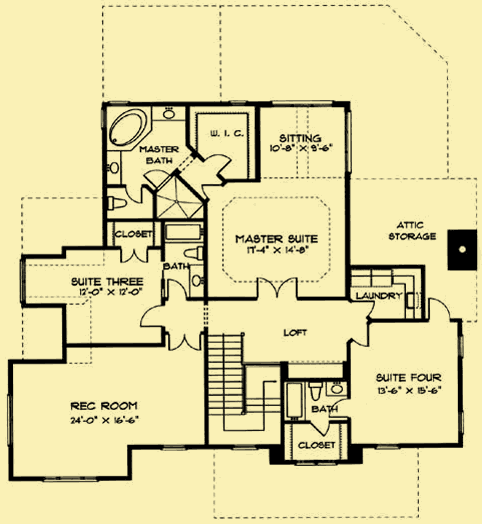 W. I. C.
SITTING
10'-8" X 9'-6"
MASTER
BATH
CLOSET
BATH
MASTER SUITE
17'-4" X 14'-8"
ATTIC
STORAGE
SUITE THREE
12'-0" X 12'-0"
LAUNDRY
LOFT
REC ROOM
24'-0" X 16'-6"
SUITE FOUR
13'-6" X 15'-6"
BATH
CLOSET